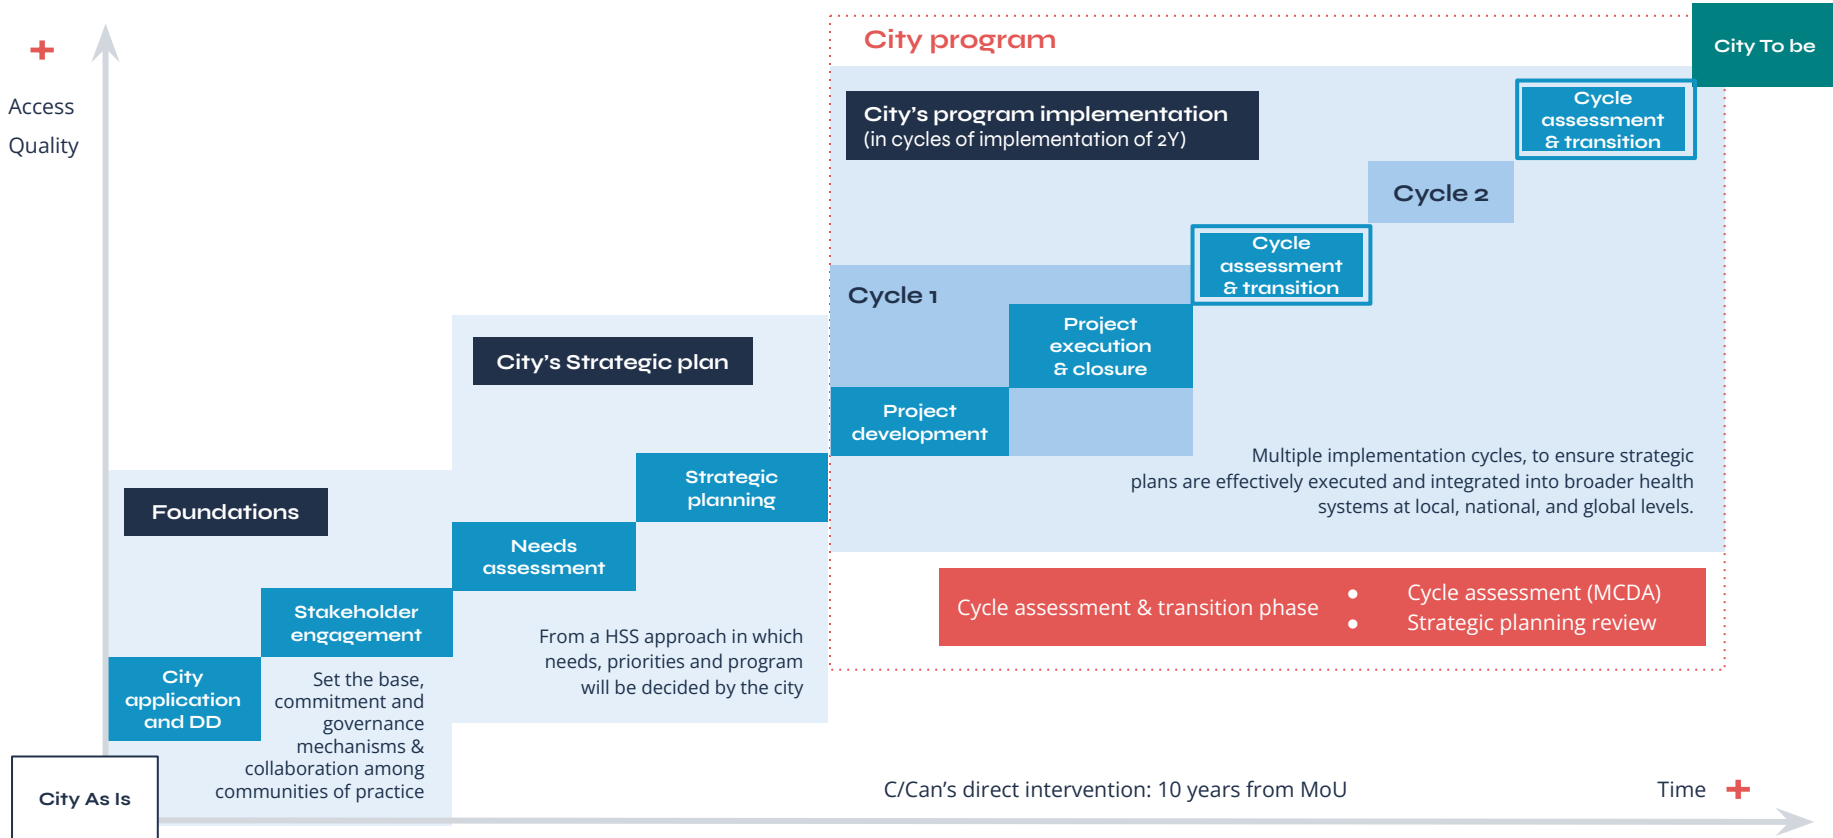 +
Access
Quality
City program
City To be
City's program implementation
(in cycles of implementation of 2Y)
Cycle
assessment
& transition
Cycle 2
Cycle
assessment
& transition
Cycle 1
Project
execution
& closure
Project
development
City's Strategic plan
Strategic
planning
Needs
assessment
Foundations
Stakeholder
engagement
City
application
and DD
Set the base,
commitment and
governance
mechanisms &
collaboration among
communities of practice
From a HSS approach in which
needs, priorities and program
will be decided by the city
Multiple implementation cycles, to ensure strategic
plans are effectively executed and integrated into broader health
systems at local, national, and global levels.
Cycle assessment & transition phase
● Cycle assessment (MCDA)
● Strategic planning review
City As Is
C/Can's direct intervention: 10 years from MoU
Time +